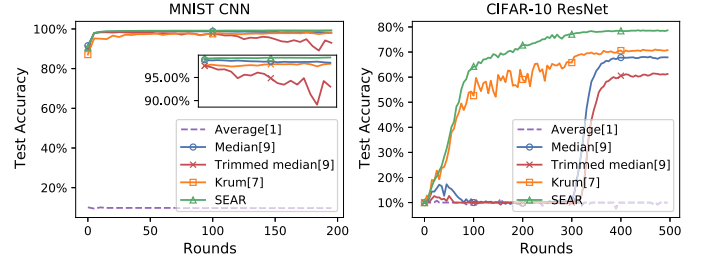 MNIST CNN
100%
80%
60%
40%
20%
Test Accuracy
95.00%
90.00%
Average[1]
Median[9]
Trimmed median[9]
Krum[7]
SEAR
0
50
100
150
200
Rounds
CIFAR-10 ResNet
80%
70%
60%
50%
40%
30%
20%
10%
Test Accuracy
Average[1]
Median[9]
Trimmed median[9]
Krum[7]
SEAR
0
100
200
300
400
500
Rounds